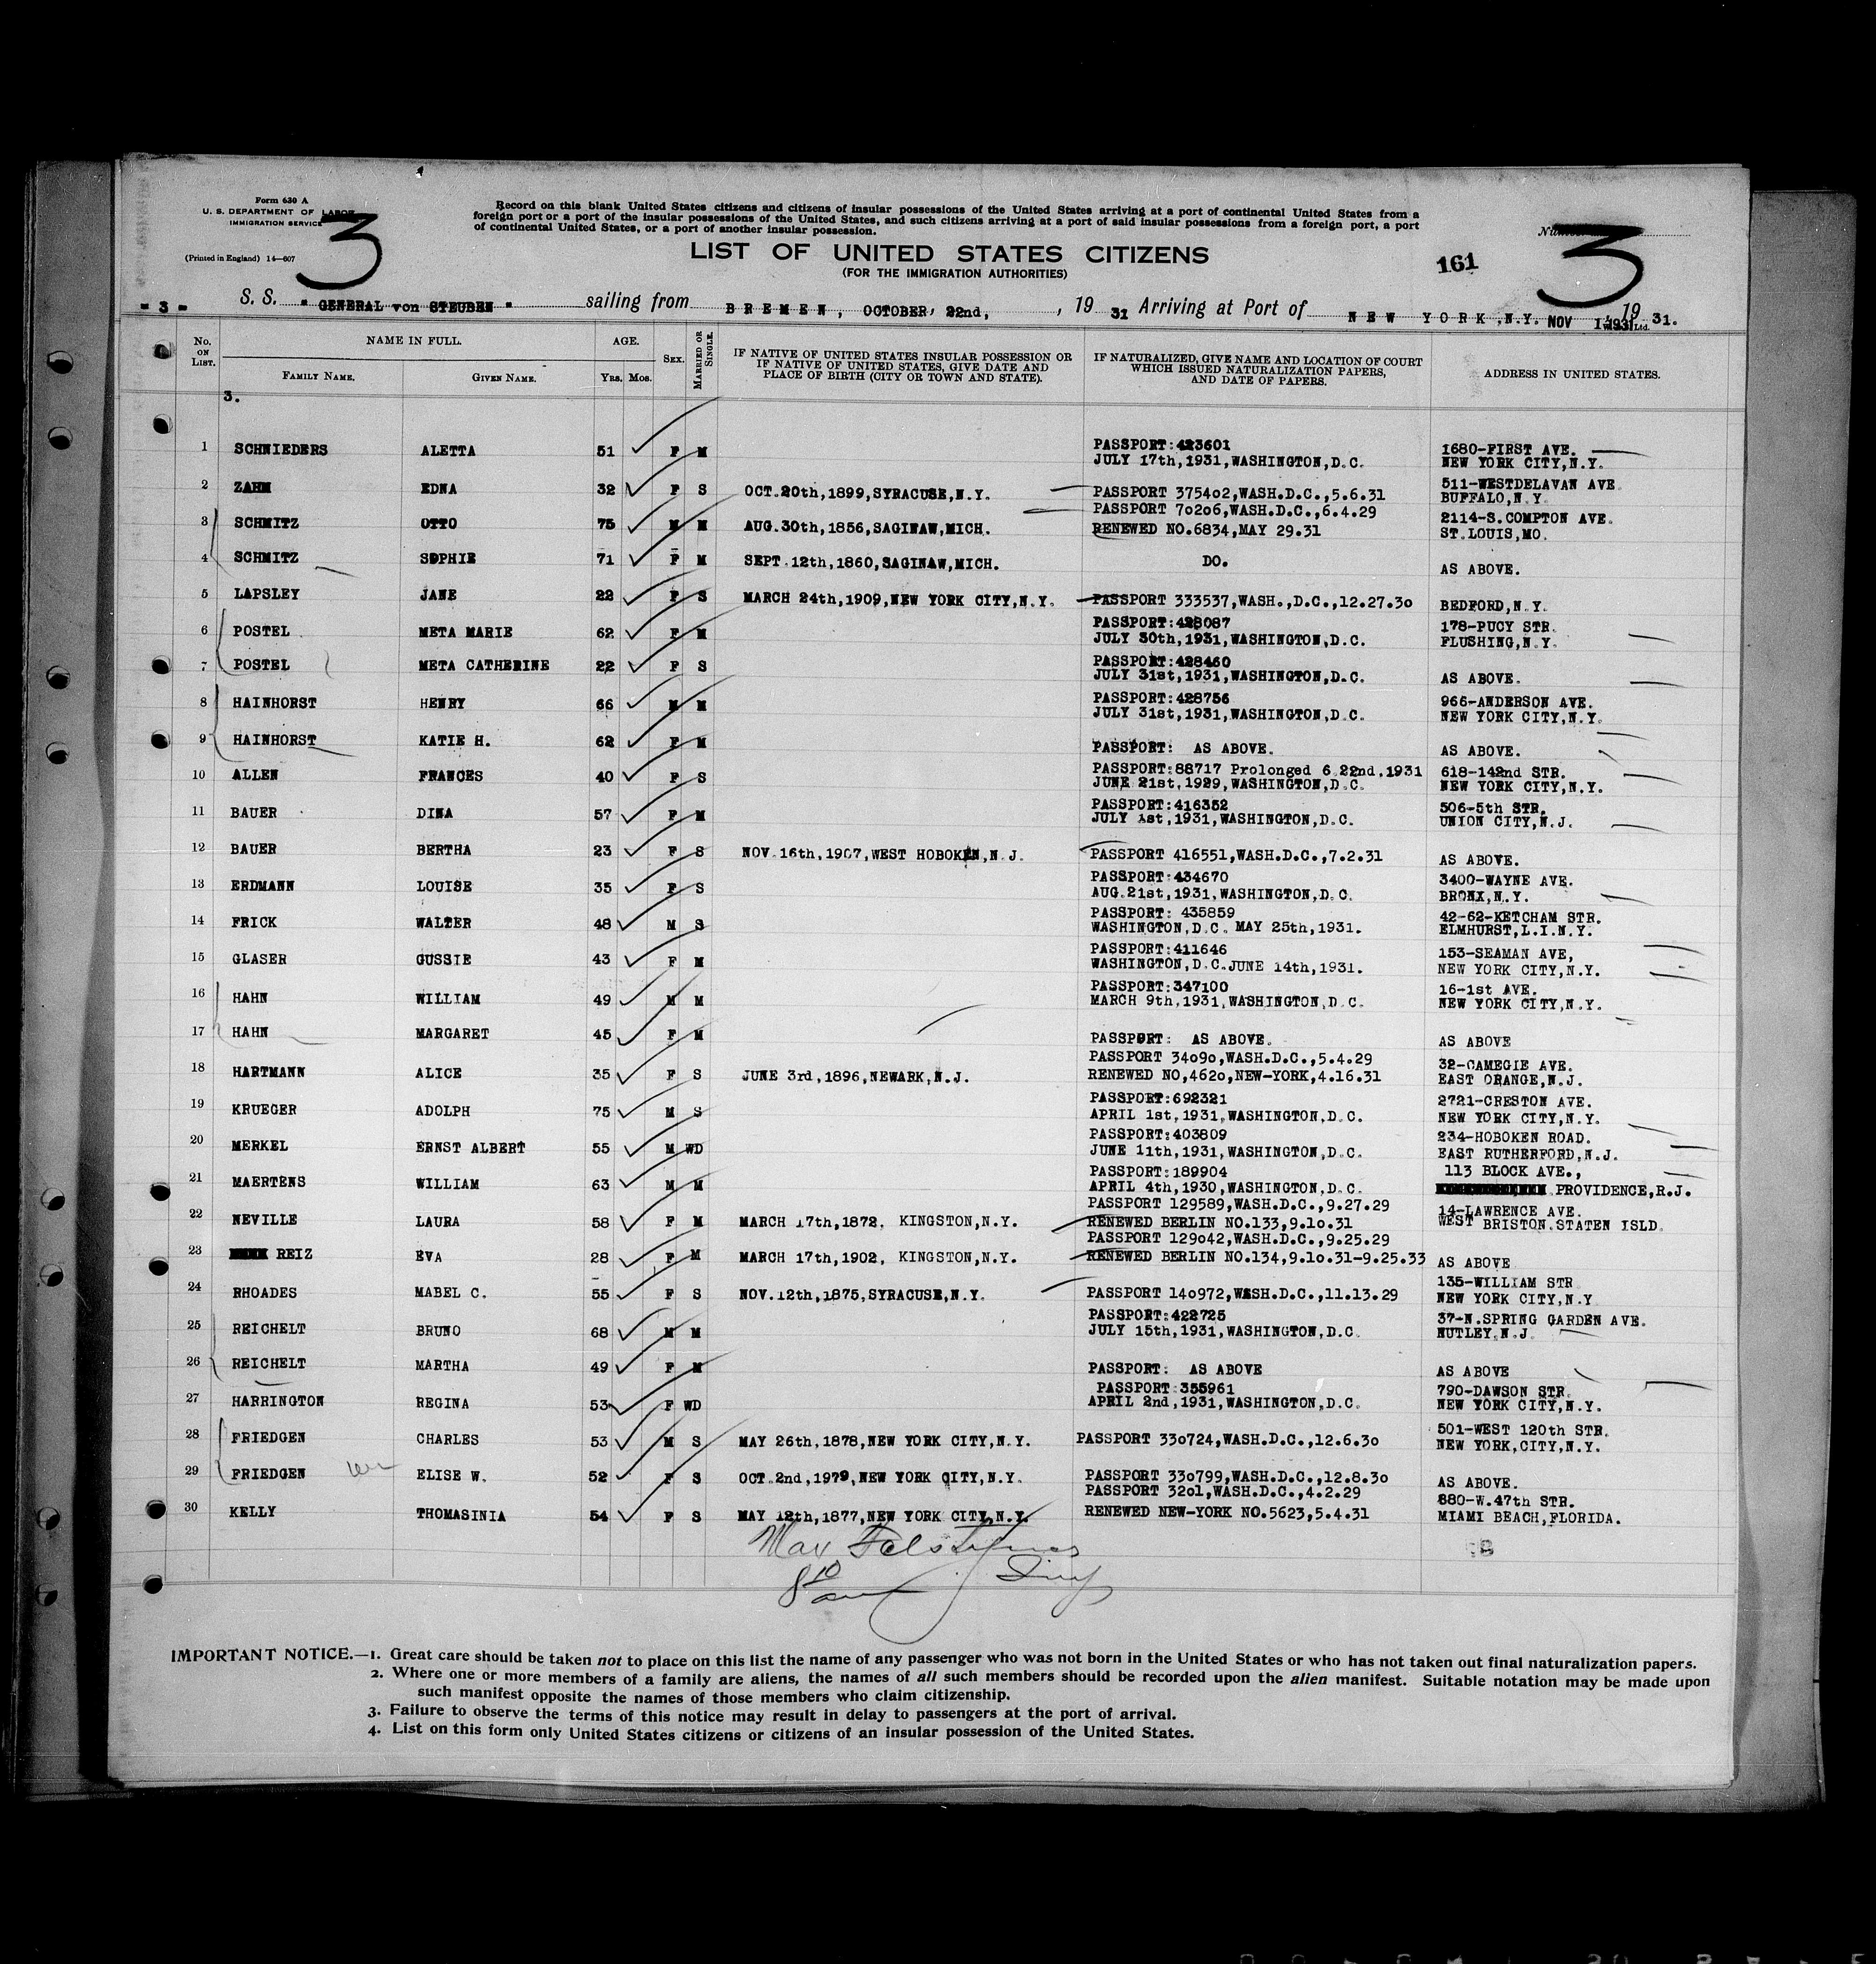 Form 630 A
U. S. DEPARTMENT OF LABOR
IMMIGRATION SERVICE
(Printed in England) 14—607
3
Record on this blank United States citizens and citizens of insular possessions of the United States arriving at a port of continental United States from a
foreign port or a port of the insular possessions of the United States, and such citizens arriving at a port of said insular possessions from a foreign port, a port
of continental United States, or a port of another insular possession.
LIST OF UNITED STATES CITIZENS
(FOR THE IMMIGRATION AUTHORITIES)
161
3
- 3 - S. S. " GENERAL von STEUBEN " sailing from BREMEN, OCTOBER, 22nd, , 19 31 Arriving at Port of NEW YORK, N.Y. NOV 1 1931 , 19 31.
No. ON LIST. NAME IN FULL. AGE. SEX. MARRIED OR SINGLE. IF NATIVE OF UNITED STATES INSULAR POSSESSION OR IF NATIVE OF UNITED STATES, GIVE DATE AND PLACE OF BIRTH (CITY OR TOWN AND STATE). IF NATURALIZED, GIVE NAME AND LOCATION OF COURT WHICH ISSUED NATURALIZATION PAPERS, AND DATE OF PAPERS. ADDRESS IN UNITED STATES.
FAMILY NAME. GIVEN NAME. YRS. MOS.
3.
1 SCHNIEDERS ALETTA 51 F M PASSPORT:423601 1680-FIRST AVE.
JULY 17th,1931,WASHINGTON,D.C. NEW YORK CITY,N.Y.
2 ZAHM EDNA 32 F S OCT.20th,1899,SYRACUSE,N.Y. PASSPORT 375402,WASH.D.C.,5.6.31 511-WESTDELAVAN AVE.
BUFFALO,N.Y.
PASSPORT 70206,WASH.D.C.,6.4.29
3 SCHMITZ OTTO 75 M M AUG.30th,1856,SAGINAW,MICH. RENEWED NO.6834,MAY 29.31 2114-S.COMPTON AVE.
ST.LOUIS,MO.
4 SCHMITZ SOPHIE 71 F M SEPT.12th,1860,SAGINAW,MICH. DO. AS ABOVE.
5 LAPSLEY JANE 22 F S MARCH 24th,1909,NEW YORK CITY,N.Y. PASSPORT 333537,WASH.,D.C.,12.27.30 BEDFORD,N.Y.
6 POSTEL META MARIE 62 F M PASSPORT:428087 178-PUCY STR.
JULY 30th,1931,WASHINGTON,D.C. FLUSHING,N.Y.
7 POSTEL META CATHERINE 22 F S PASSPORT:428460
JULY 31st,1931,WASHINGTON,D.C. AS ABOVE.
8 HAINHORST HENRY 66 M M PASSPORT:428756 966-ANDERSON AVE.
JULY 31st,1931,WASHINGTON,D.C. NEW YORK CITY,N.Y.
9 HAINHORST KATIE H. 62 F M PASSPORT: AS ABOVE. AS ABOVE.
10 ALLEN FRANCES 40 F S PASSPORT:88717 Prolonged 6.22nd.1931 618-142nd STR.
JUNE 21st,1929,WASHINGTON,D.C. NEW YORK CITY,N.Y.
11 BAUER DINA 57 F M PASSPORT:416352 506-5th STR.
JULY 1st,1931,WASHINGTON,D.C. UNION CITY,N.J.
12 BAUER BERTHA 23 F S NOV.16th,1907,WEST HOBOKEN,N.J. PASSPORT 416551,WASH.D.C.,7.2.31 AS ABOVE.
13 ERDMANN LOUISE 35 F S PASSPORT:434670 3400-WAYNE AVE.
AUG.21st,1931,WASHINGTON,D.C. BRONX,N.Y.
14 FRICK WALTER 48 M S PASSPORT: 435859 42-62-KETCHAM STR.
WASHINGTON,D.C. MAY 25th,1931. ELMHURST,L.I.N.Y.
15 GLASER GUSSIE 43 F M PASSPORT:411646 153-SEAMAN AVE,
WASHINGTON,D.C.JUNE 14th,1931. NEW YORK CITY,N.Y.
16 HAHN WILLIAM 49 M M PASSPORT:347100 16-1st AVE.
MARCH 9th,1931,WASHINGTON,D.C. NEW YORK CITY,N.Y.
17 HAHN MARGARET 45 F M PASSPORT: AS ABOVE. AS ABOVE
PASSPORT 34090,WASH.D.C.,5.4.29
18 HARTMANN ALICE 35 F S JUNE 3rd,1896,NEWARK,N.J. RENEWED NO,4620,NEW-YORK,4.16.31 32-CAMEGIE AVE.
EAST ORANGE,N.J.
19 KRUEGER ADOLPH 75 M S PASSPORT:692321 2721-CRESTON AVE.
APRIL 1st,1931,WASHINGTON,D.C. NEW YORK CITY,N.Y.
20 MERKEL ERNST ALBERT 55 M WD PASSPORT:403809 234-HOBOKEN ROAD.
JUNE 11th,1931,WASHINGTON,D.C. EAST RUTHERFORD,N.J.
21 MAERTENS WILLIAM 63 M M PASSPORT:189904 113 BLOCK AVE.,
APRIL 4th,1930,WASHINGTON,D.C. PROVIDENCE,R.J.
PASSPORT 129589,WASH.D.C.,9.27.29
22 NEVILLE LAURA 58 F M MARCH 17th,1872, KINGSTON,N.Y. RENEWED BERLIN NO.133,9.10.31 14-LAWRENCE AVE.
WEST BRISTON.STATEN ISLD.
PASSPORT 129042,WASH.D.C.,9.25.29
23 REIZ EVA 28 F M MARCH 17th,1902, KINGSTON,N.Y. RENEWED BERLIN NO.134,9.10.31-9.25.33 AS ABOVE
24 RHOADES MABEL C. 55 F S NOV.12th,1875,SYRACUSE,N.Y. PASSPORT 140972,WASH.D.C.,11.13.29 135-WILLIAM STR
NEW YORK CITY,N.Y
25 REICHELT BRUNO 68 M M PASSPORT:422725 37-N.SPRING GARDEN AVE.
JULY 15th,1931,WASHINGTON,D.C. NUTLEY.N.J.
26 REICHELT MARTHA 49 F M PASSPORT: AS ABOVE AS ABOVE
27 HARRINGTON REGINA 53 F WD PASSPORT:355961 790-DAWSON STR.
APRIL 2nd,1931,WASHINGTON,D.C. NEW YORK CITY,N.Y.
28 FRIEDGEN CHARLES 53 M S MAY 26th,1878,NEW YORK CITY,N.Y. PASSPORT 330724,WASH.D.C.,12.6.30 501-WEST 120th STR.
NEW YORK,CITY,N.Y.
29 FRIEDGEN ELISE W. 52 F S OCT.2nd,1979,NEW YORK CITY,N.Y. PASSPORT 330799,WASH.D.C.,12.8.30 AS ABOVE.
PASSPORT 3201,WASH.D.C.,4.2.29
30 KELLY THOMASINIA 54 F S MAY 12th,1877,NEW YORK CITY,N.Y. RENEWED NEW-YORK NO.5623,5.4.31 880-W.47th STR.
MIAMI BEACH,FLORIDA.
Max
8 10
IMPORTANT NOTICE.—1. Great care should be taken not to place on this list the name of any passenger who was not born in the United States or who has not taken out final naturalization papers.
2. Where one or more members of a family are aliens, the names of all such members should be recorded upon the alien manifest. Suitable notation may be made upon
such manifest opposite the names of those members who claim citizenship.
3. Failure to observe the terms of this notice may result in delay to passengers at the port of arrival.
4. List on this form only United States citizens or citizens of an insular possession of the United States.